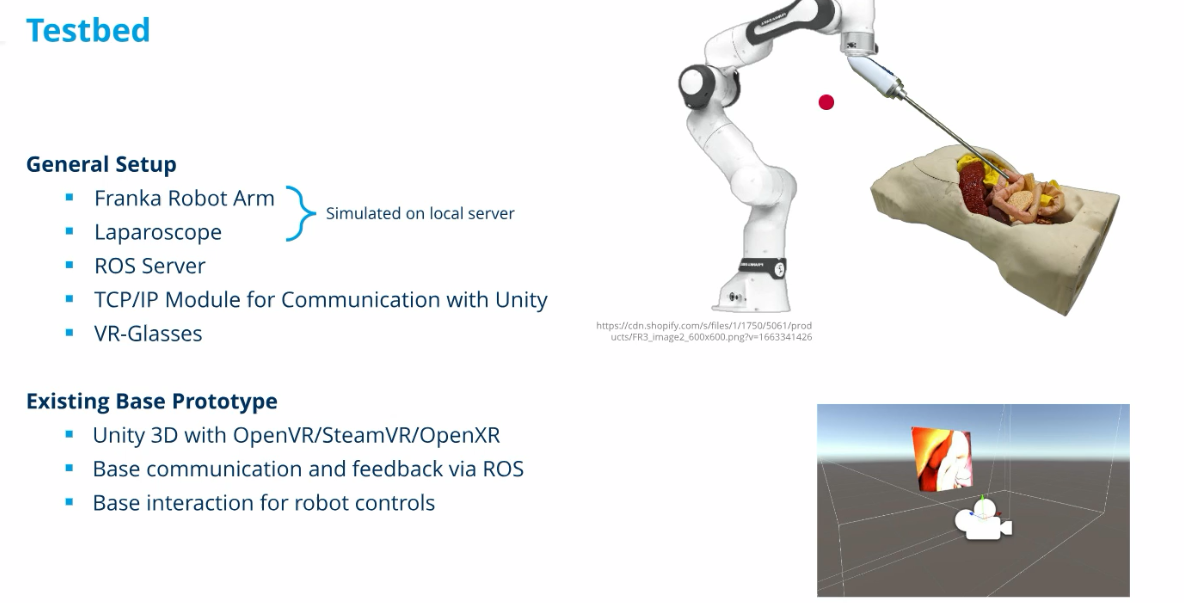 Testbed
General Setup
Franka Robot Arm
Laparoscope
Simulated on local server
ROS Server
TCP/IP Module for Communication with Unity
VR-Glasses
https://cdn.shopify.com/s/files/1/1750/5061/prod
ucts/FR3_image2_600x600.png?v=1663341426
Existing Base Prototype
Unity 3D with OpenVR/SteamVR/OpenXR
Base communication and feedback via ROS
Base interaction for robot controls